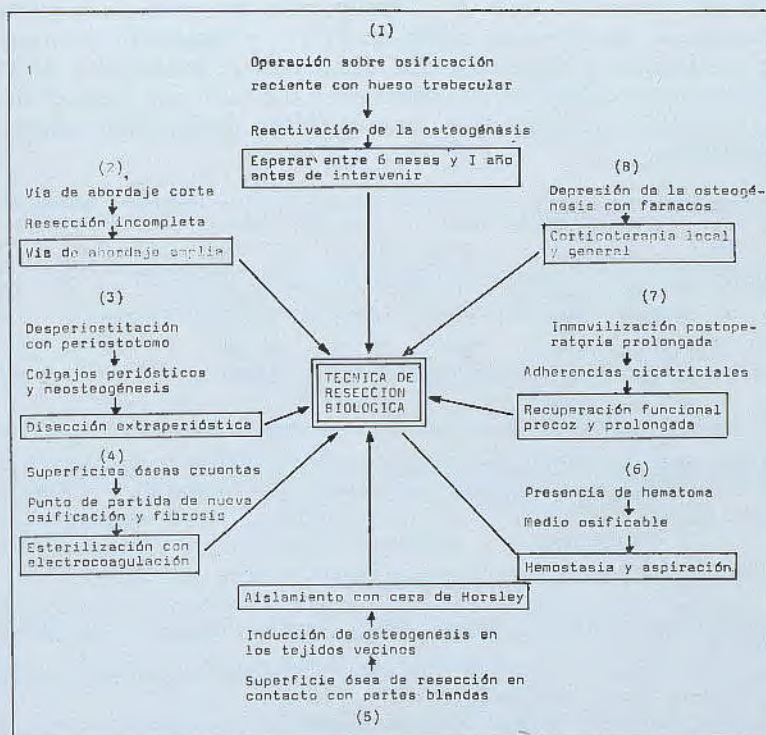 (I)
1
Operación sobre osificación
reciente con hueso trabecular
Reactivación de la osteogénesis
Esperar entre 6 meses y I año
antes de intervenir
(2)
Via de abordaje corta
Resección incompleta
Via de abordaje amplia
(3)
Desperiostitación
con periostotomo
Colgajos periósticos
y neosteogénesis
Disección extraperióstica
(4)
Superficies óseas cruentas
Punto de partida de nueva
osificación y fibrosis
Esterilización con
electrocoagulación
TECNICA DE
RESECCION
BIOLOGICA
(8)
Depresión de la osteogé-
nesis con farmacos
Corticoterapia local
y general
(7)
Inmovilización postope-
ratoria prolongada
Adherencias cicatriciales
Recuperación funcional
precoz y prolongada
(6)
Presencia de hematoma
Medio osificable
Hemostasia y aspiración
Aislamiento con cera de Horsley
Inducción de osteogenesis en
los tejidos vecinos
Superficie ósea de resección en
contacto con partes blandas
(5)